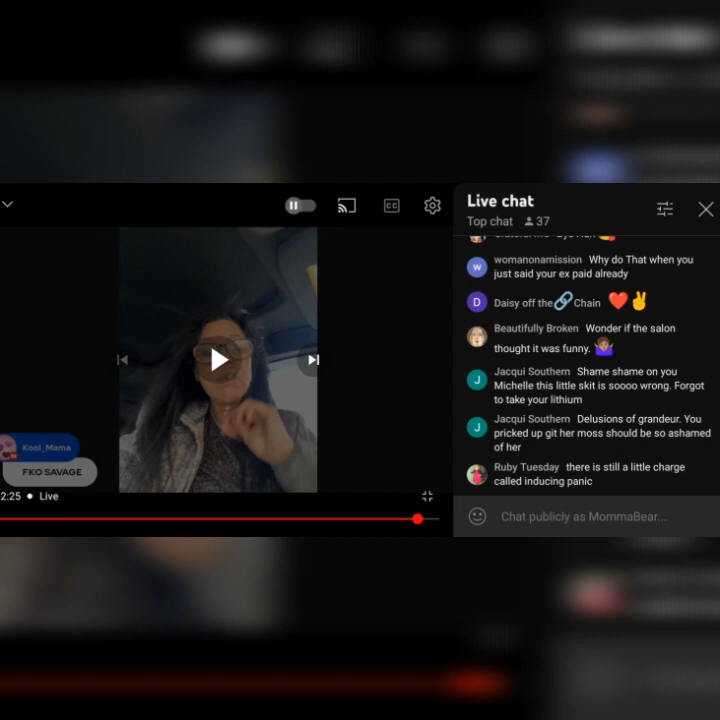 Live chat
Top chat 37
womanonamission Why do That when you
just said your ex paid already
Daisy off the Chain
Beautifully Broken Wonder if the salon
thought it was funny.
Jacqui Southern Shame shame on you
Michelle this little skit is soooo wrong. Forgot
to take your lithium
Jacqui Southern Delusions of grandeur. You
pricked up git her moss should be so ashamed
of her
Ruby Tuesday there is still a little charge
called inducing panic
Chat publicly as MommaBear...
CC
W
D
J
J
Kool_Mama
FKO SAVAGE
2:25 • Live